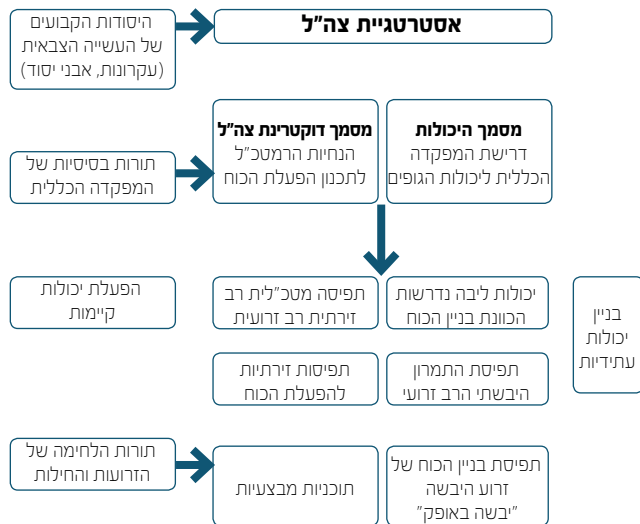 אסטרטגיית צה"ל
היסודות הקבועים
של העשייה הצבאית
(עקרונות, אבני יסוד)
מסמך היכולות
דרישת המפקדה
הכללית ליכולות הגופים
מסמך דוקטרינת צה"ל
הנחיות הרמטכ"ל
לתכנון הפעלת הכוח
תורות בסיסיות של
המפקדה הכללית
בניין
יכולות
עתידיות
יכולות ליבה נדרשות
הכוונת בניין הכוח
תפיסה מטכ"לית רב
זירתית רב זרועית
הפעלת יכולות
קיימות
תפיסת התמרון
היבשתי הרב זרועי
תפיסות זירתיות
להפעלת הכוח
תפיסת בניין הכוח של
זרוע היבשה
"יבשה באופק"
תוכניות מבצעיות
תורות הלחימה של
הזרועות והחילות